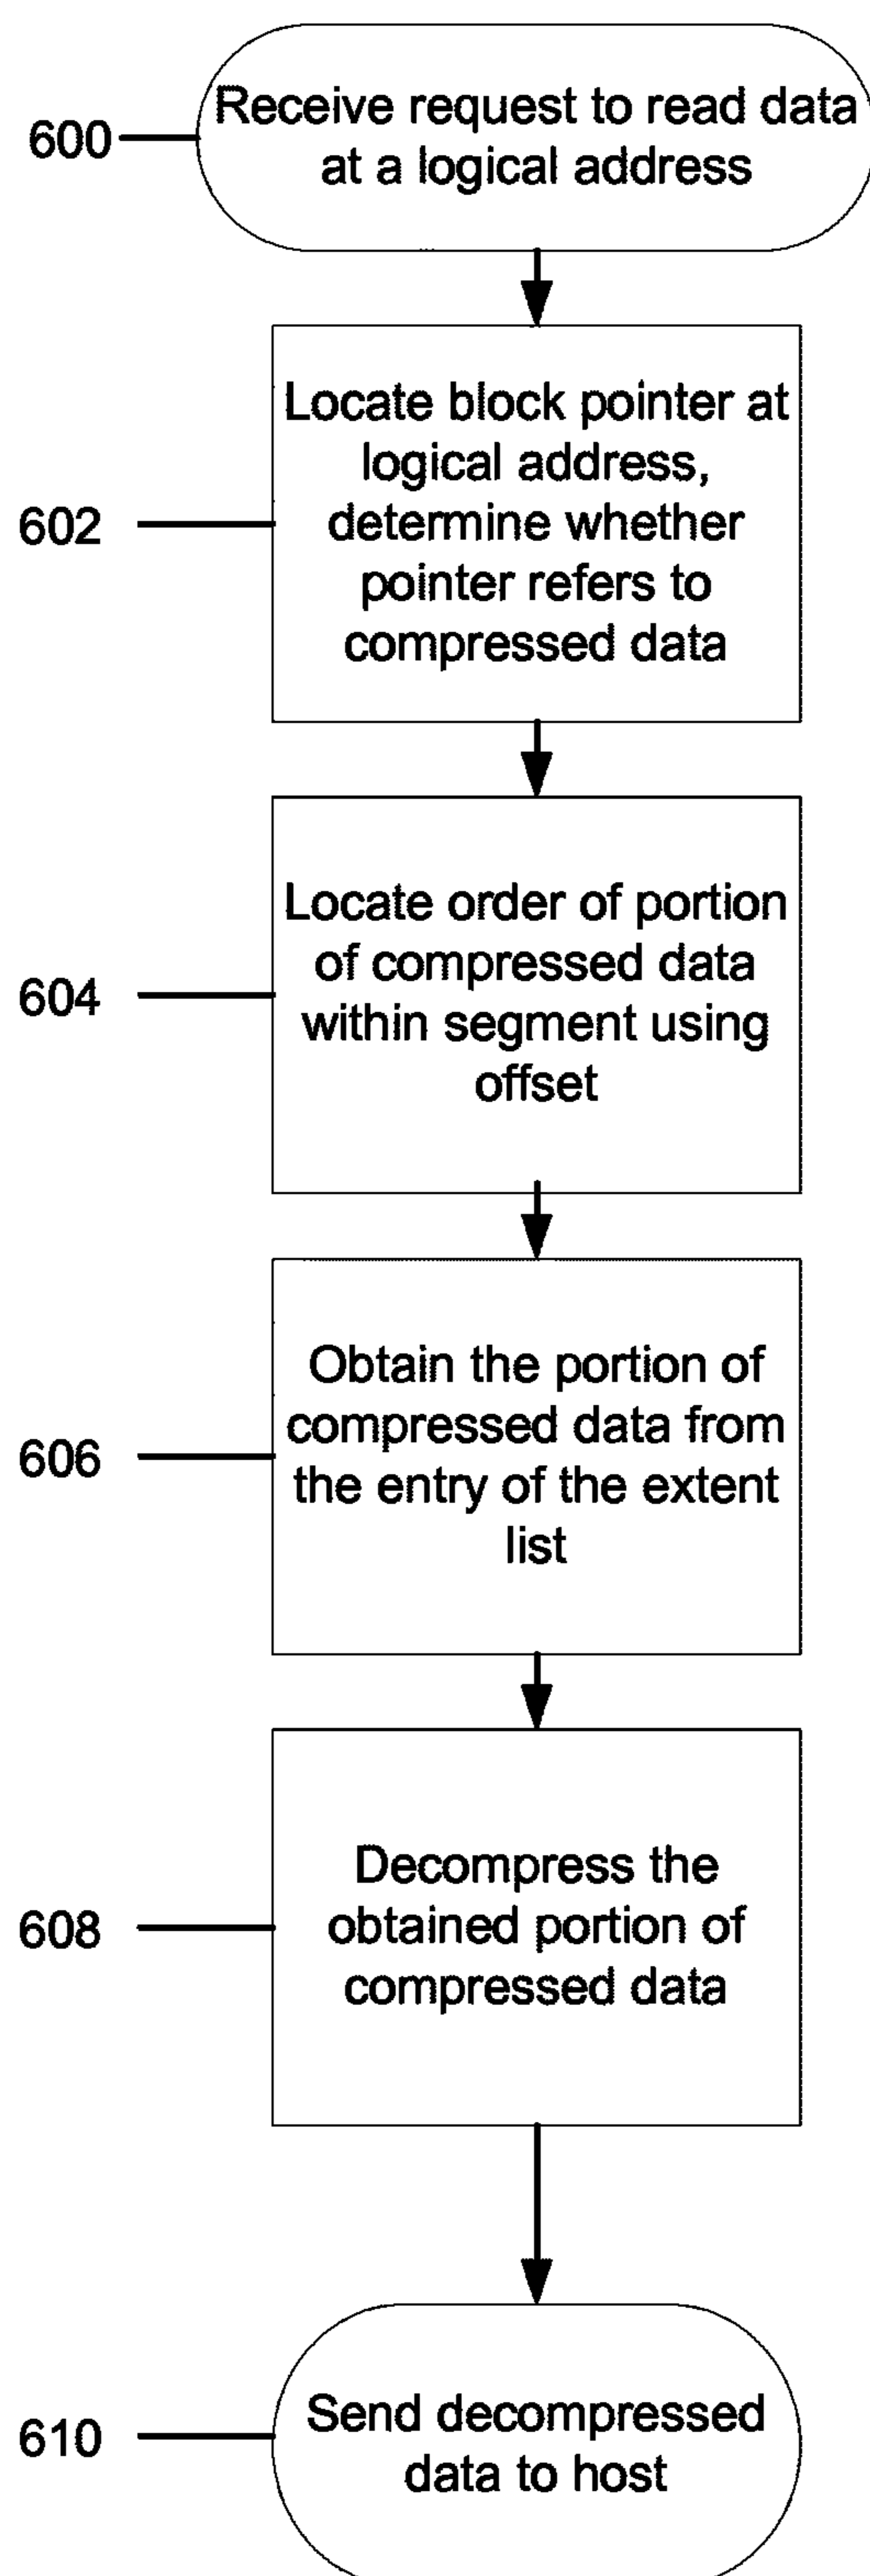 600
Receive request to read data
at a logical address
602
Locate block pointer at
logical address,
determine whether
pointer refers to
compressed data
604
Locate order of portion
of compressed data
within segment using
offset
606
Obtain the portion of
compressed data from
the entry of the extent
list
608
Decompress the
obtained portion of
compressed data
610
Send decompressed
data to host